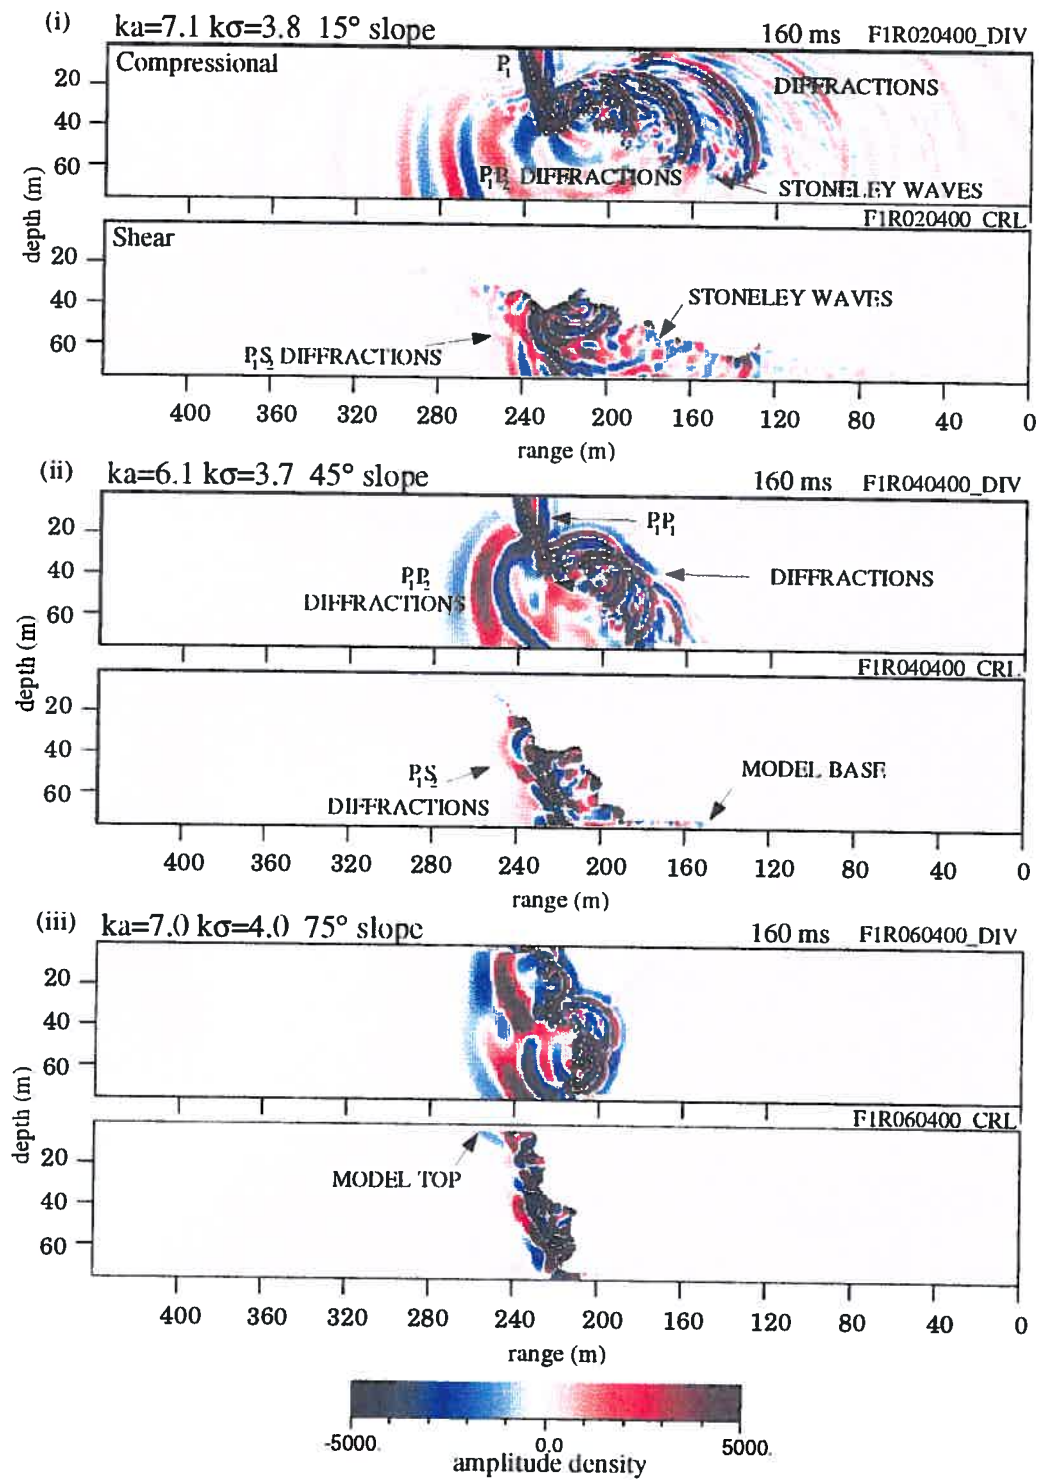 (i) ka=7.1 kσ=3.8 15° slope 160 ms F1R020400_DIV
Compressional
P₁
DIFFRACTIONS
P₁P₂ DIFFRACTIONS
STONELEY WAVES
20
40
60
F1R020400_CRL
Shear
STONELEY WAVES
P₁S₂ DIFFRACTIONS
20
40
60
depth (m)
400 360 320 280 240 200 160 120 80 40 0
range (m)
(ii) ka=6.1 kσ=3.7 45° slope 160 ms F1R040400_DIV
P₁P₁
P₁P₂
DIFFRACTIONS
DIFFRACTIONS
20
40
60
F1R040400_CRL
P₁S₂
DIFFRACTIONS
MODEL BASE
20
40
60
depth (m)
400 360 320 280 240 200 160 120 80 40 0
range (m)
(iii) ka=7.0 kσ=4.0 75° slope 160 ms F1R060400_DIV
20
40
60
F1R060400_CRL
MODEL TOP
20
40
60
depth (m)
400 360 320 280 240 200 160 120 80 40 0
range (m)
-5000. 0.0 5000.
amplitude density